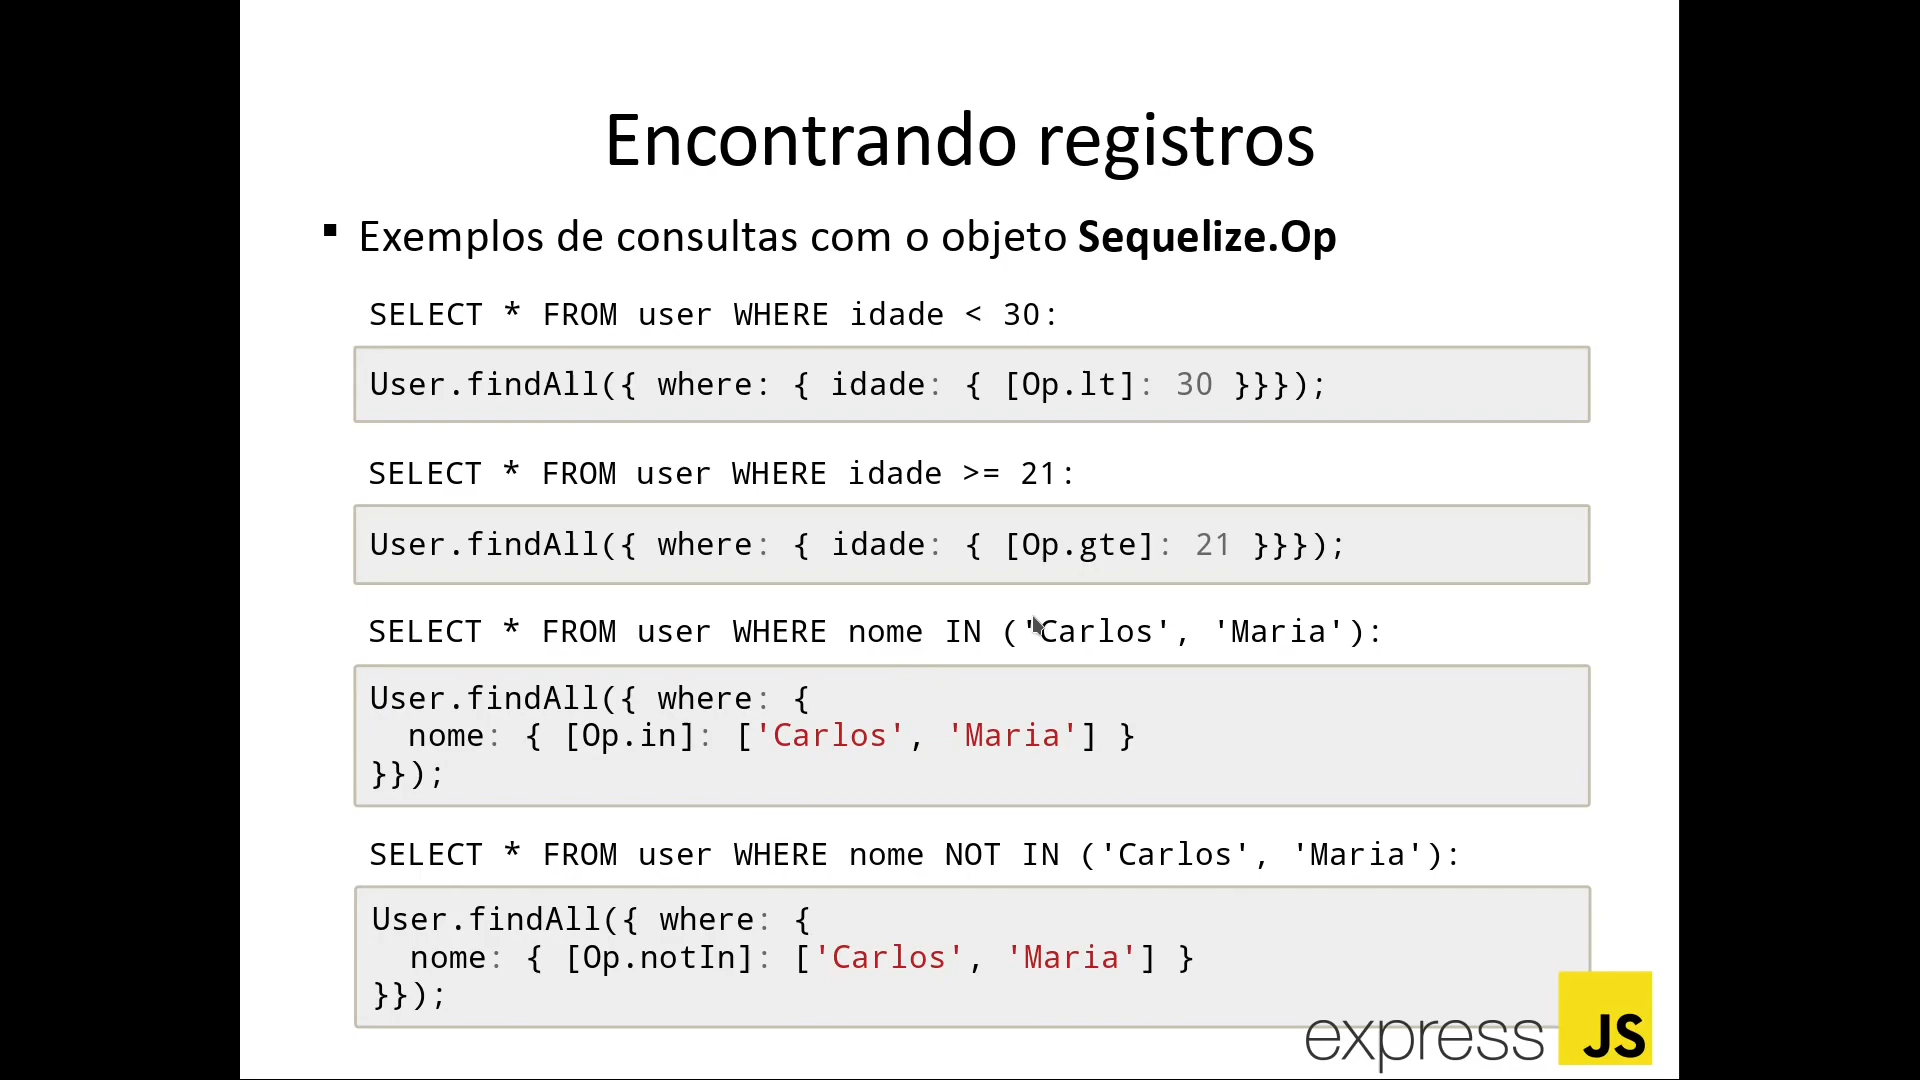 Encontrando registros
▪ Exemplos de consultas com o objeto Sequelize.Op
SELECT * FROM user WHERE idade < 30:
User.findAll({ where: { idade: { [Op.lt]: 30 }}});
SELECT * FROM user WHERE idade >= 21:
User.findAll({ where: { idade: { [Op.gte]: 21 }}});
SELECT * FROM user WHERE nome IN ('Carlos', 'Maria'):
User.findAll({ where: {
  nome: { [Op.in]: ['Carlos', 'Maria'] }
}});
SELECT * FROM user WHERE nome NOT IN ('Carlos', 'Maria'):
User.findAll({ where: {
  nome: { [Op.notIn]: ['Carlos', 'Maria'] }
}});
express JS